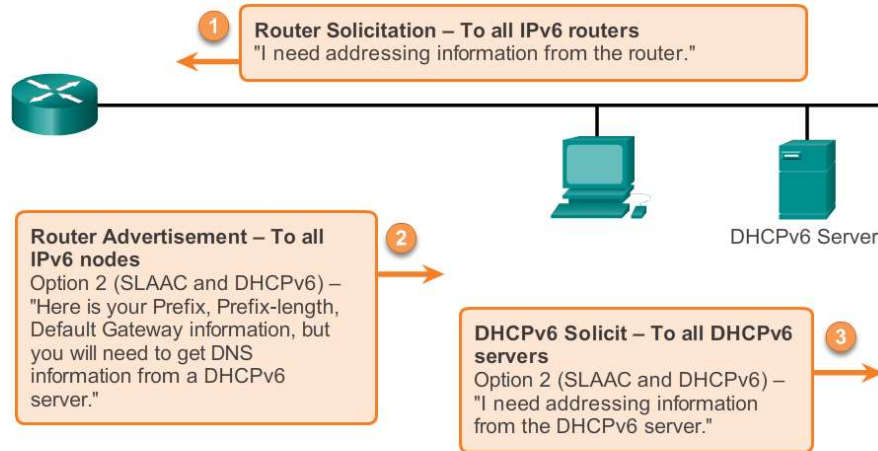 1
Router Solicitation – To all IPv6 routers
"I need addressing information from the router."
DHCPv6 Server
Router Advertisement – To all
IPv6 nodes
Option 2 (SLAAC and DHCPv6) –
"Here is your Prefix, Prefix-length,
Default Gateway information, but
you will need to get DNS
information from a DHCPv6
server."
2
DHCPv6 Solicit – To all DHCPv6
servers
Option 2 (SLAAC and DHCPv6) –
"I need addressing information
from the DHCPv6 server."
3